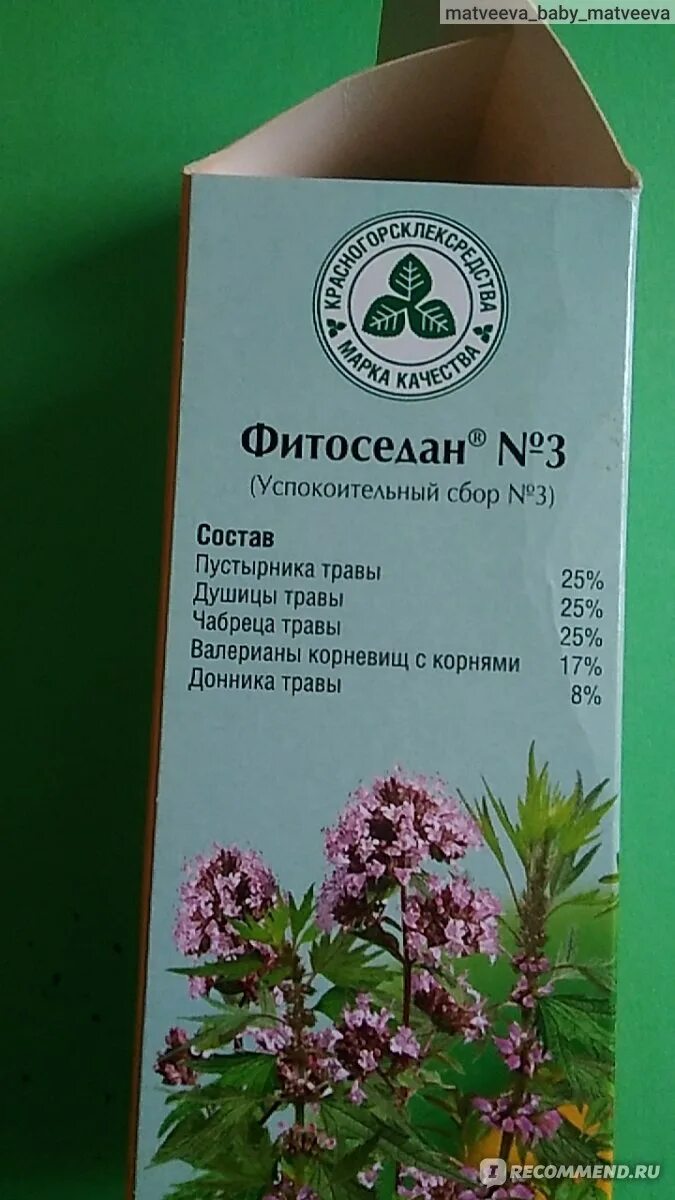 matveeva_baby_matveeva
КРАСНОГОРСКЛЕКСРЕДСТВА
МАРКА КАЧЕСТВА
Фитоседан® №3
(Успокоительный сбор №3)
Состав
Пустырника травы 25%
Душицы травы 25%
Чабреца травы 25%
Валерианы корневищ с корнями 17%
Донника травы 8%
IRECOMMEND.RU